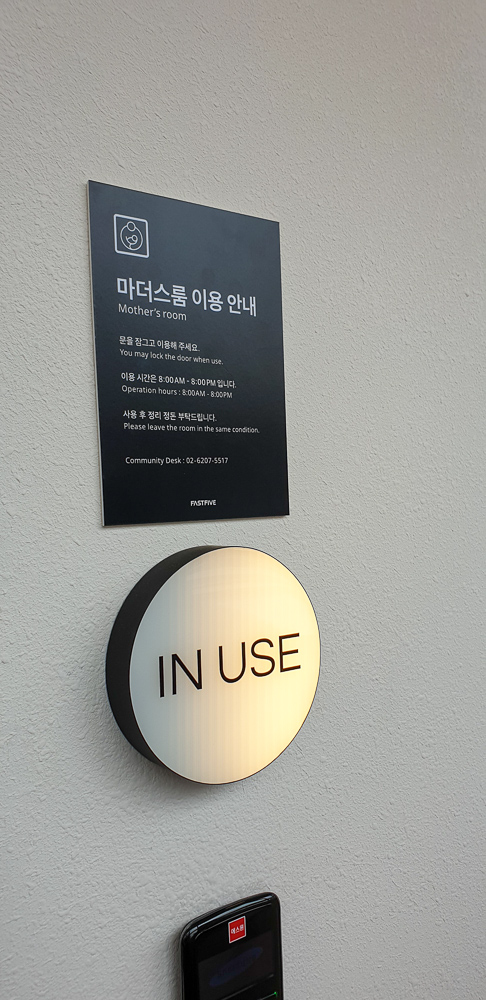 마더스룸 이용 안내
Mother's room
문을 잠그고 이용해 주세요.
You may lock the door when use.
이용 시간은 8:00AM - 8:00PM 입니다.
Operation hours : 8:00AM - 8:00PM
사용 후 정리 정돈 부탁드립니다.
Please leave the room in the same condition.
Community Desk : 02-6207-5517
FASTFIVE
IN USE
에스원